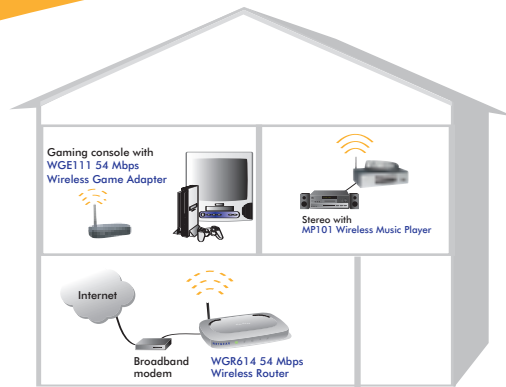 Gaming console with
WGE111 54 Mbps
Wireless Game Adapter
Stereo with
MP101 Wireless Music Player
Internet
NETGEAR
Broadband
modem
WGR614 54 Mbps
Wireless Router